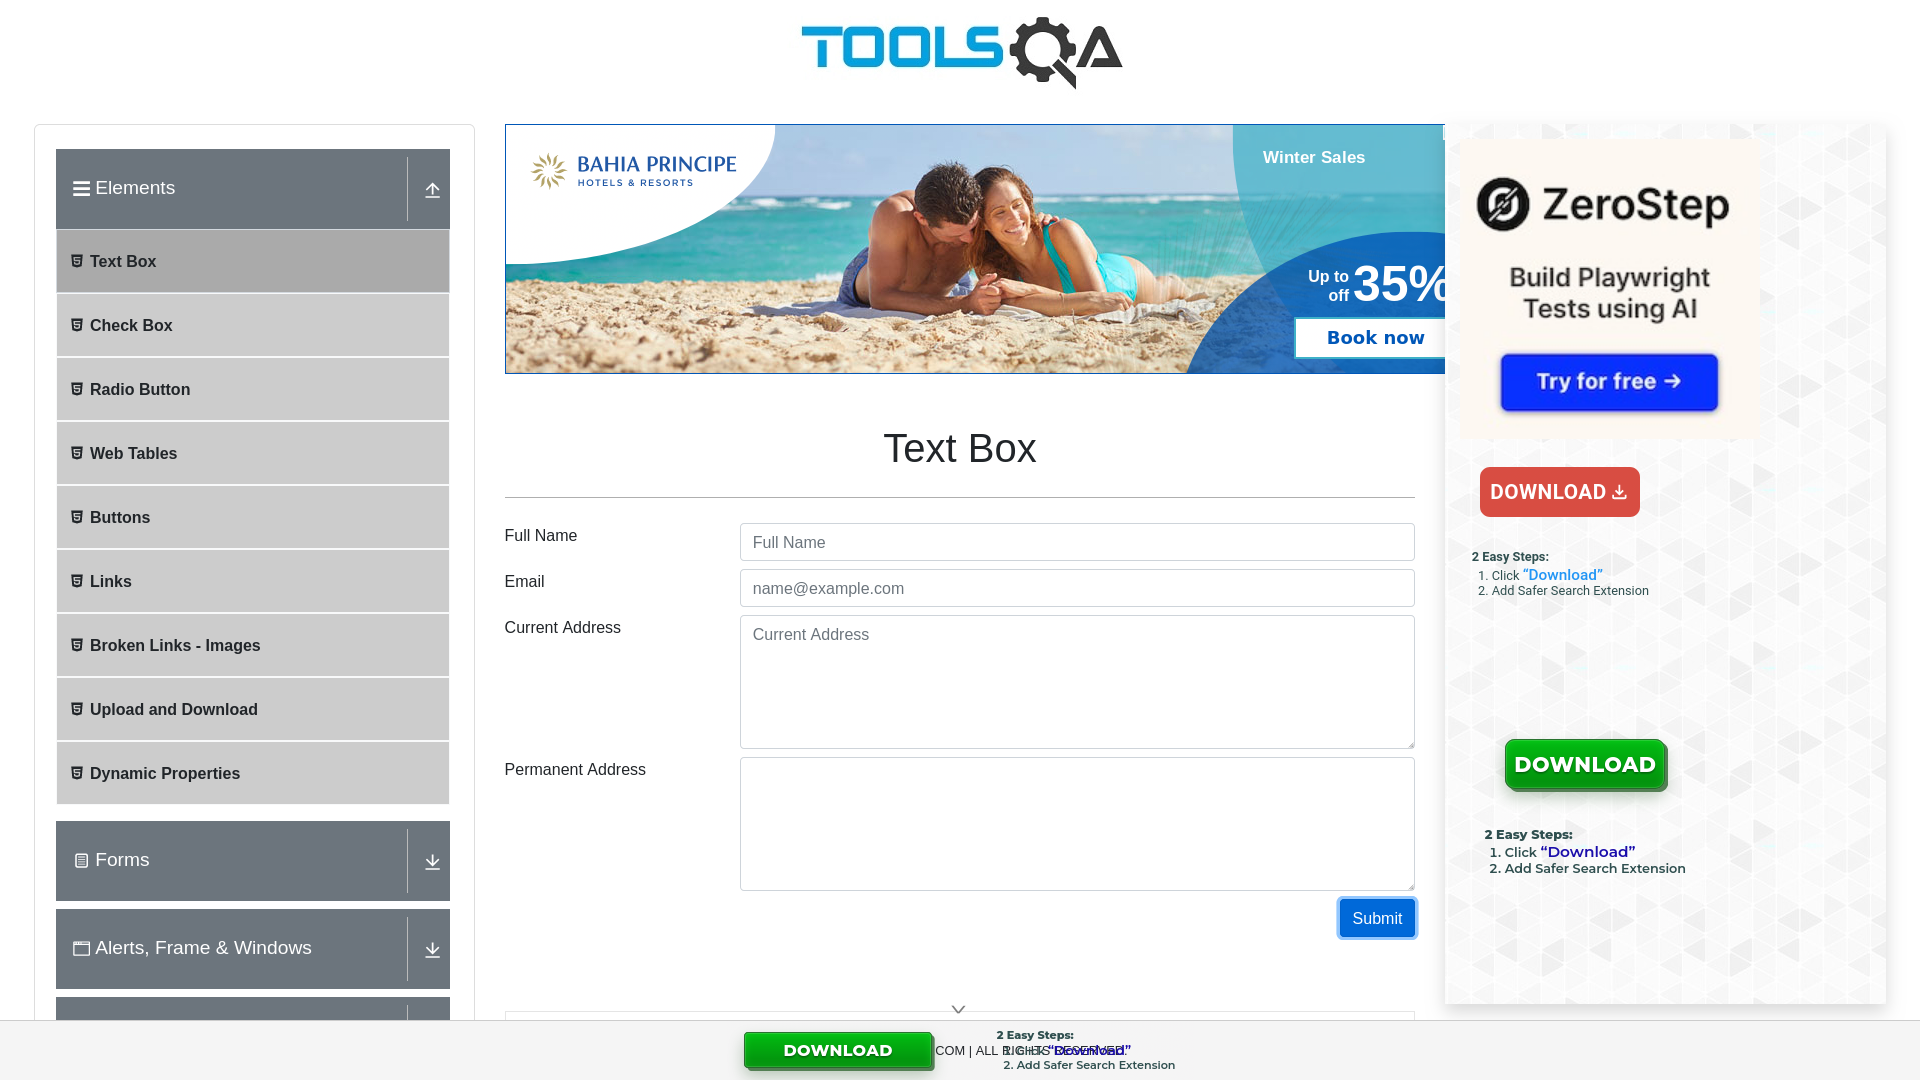 TOOLSQA
Elements
Text Box
Check Box
Radio Button
Web Tables
Buttons
Links
Broken Links - Images
Upload and Download
Dynamic Properties
Forms
Alerts, Frame & Windows
BAHIA PRINCIPE
HOTELS & RESORTS
Winter Sales
Up to
off 35%
Book now
Text Box
Full Name
Full Name
Email
name@example.com
Current Address
Current Address
Permanent Address
Submit
ZeroStep
Build Playwright
Tests using AI
Try for free →
DOWNLOAD
2 Easy Steps:
1. Click “Download”
2. Add Safer Search Extension
DOWNLOAD
2 Easy Steps:
1. Click “Download”
2. Add Safer Search Extension
DOWNLOAD
2 Easy Steps:
COM | ALL RIGHTS RESERVED.
1. Click “Download”
2. Add Safer Search Extension